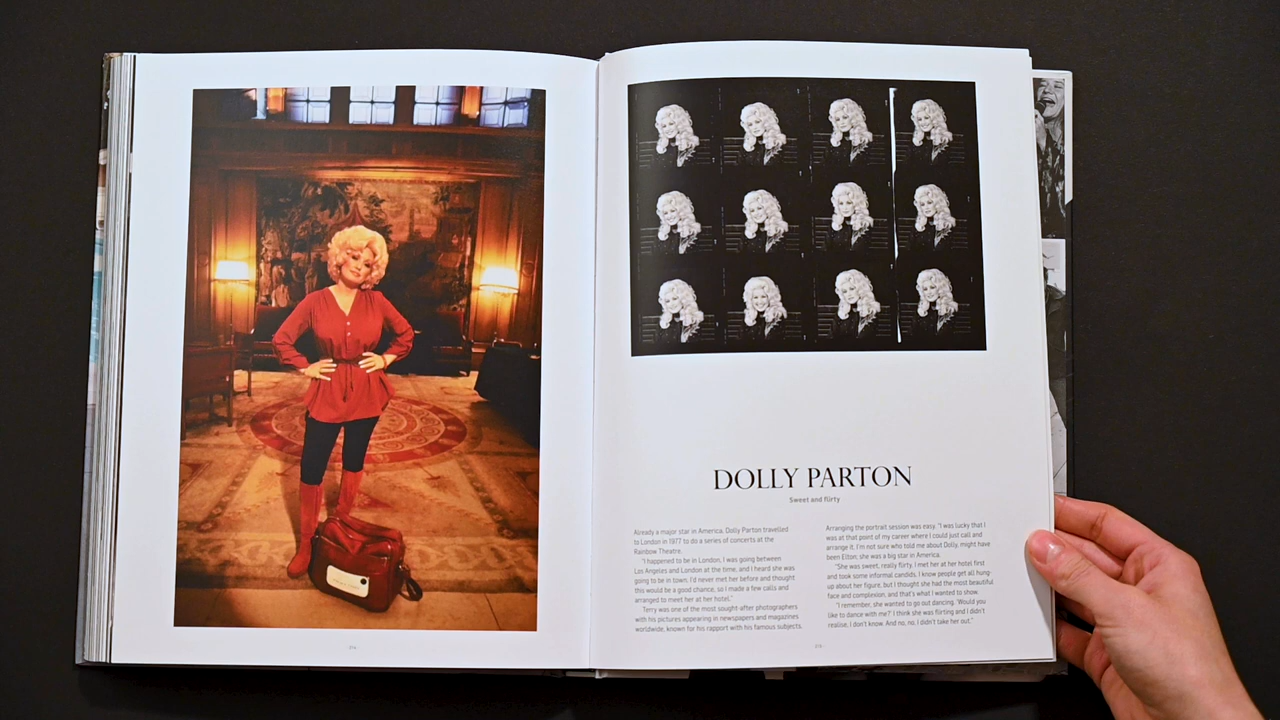 DOLLY PARTON
Sweet and flirty
Already a major star in America, Dolly Parton travelled
to London in 1977 to do a series of concerts at the
Rainbow Theatre.
"I happened to be in London, I was going between
Los Angeles and London at the time, and I heard she was
going to be in town. I'd never met her before and thought
this would be a good chance, so I made a few calls and
arranged to meet her at her hotel."
Terry was one of the most sought-after photographers
with his pictures appearing in newspapers and magazines
worldwide, known for his rapport with his famous subjects.
Arranging the portrait session was easy. "I was lucky that I
was at that point of my career where I could just call and
arrange it. I'm not sure who told me about Dolly, might have
been Elton; she was a big star in America.
"She was sweet, really flirty. I met her at her hotel first
and took some informal candids. I know people get all hung-
up about her figure, but I thought she had the most beautiful
face and complexion, and that's what I wanted to show.
"I remember, she wanted to go out dancing. 'Would you
like to dance with me?' I think she was flirting and I didn't
realise, I don't know. And no, no, I didn't take her out."